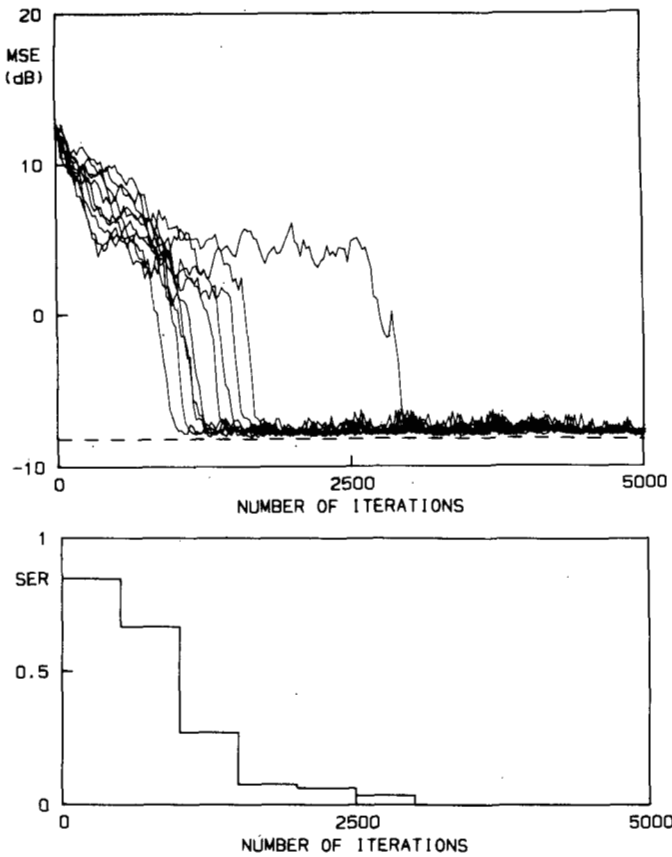 20
MSE
(dB)
10
0
-10
0 2500 5000
NUMBER OF ITERATIONS
1
SER
0.5
0
0 2500 5000
NUMBER OF ITERATIONS